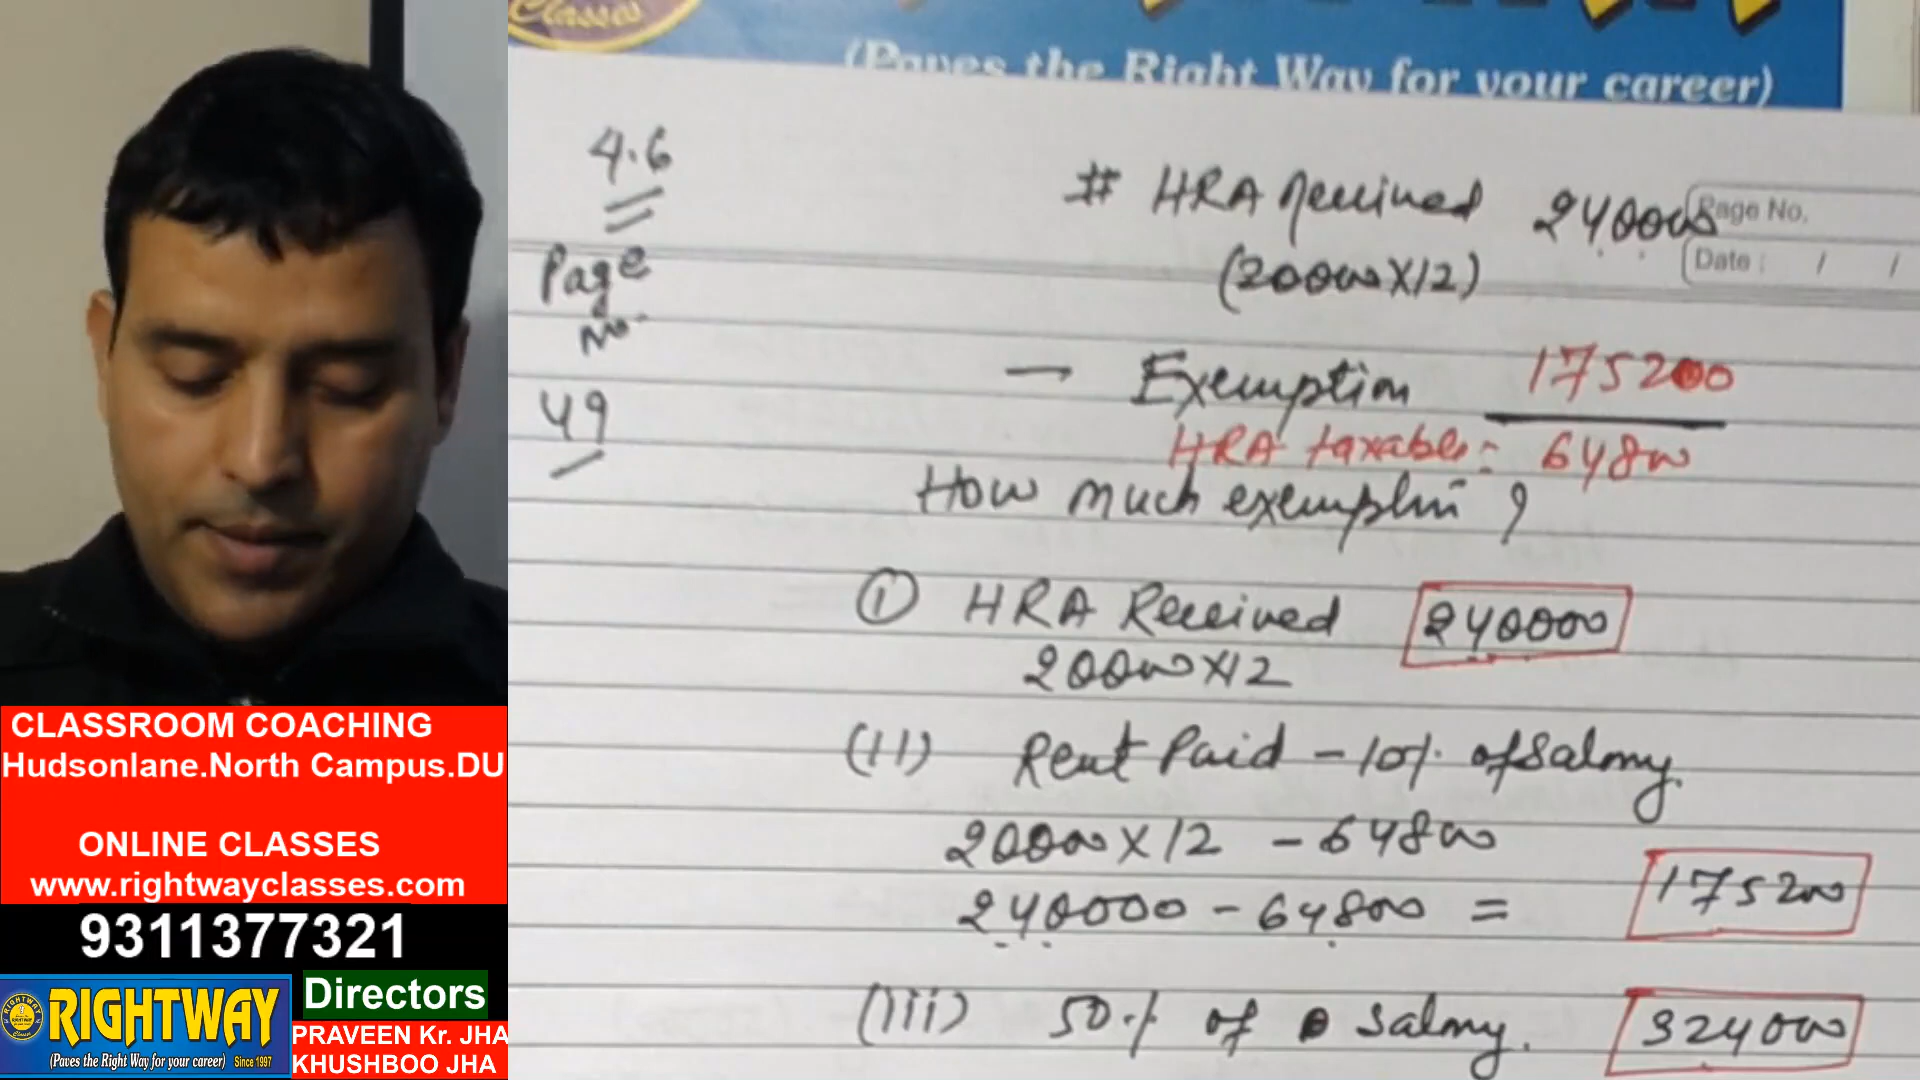 Classes
(Paves the Right Way for your career)
4.6
Page
No.
49
# HRA Received 240000
(20000X12)
Page No.
Date : / /
— Exemption 175200
HRA taxable = 64800
How much exemption ?
(i) HRA Received 240000
20000X12
(ii) Rent Paid - 10% of Salary.
20000 X 12 - 64800
240000 - 64800 = 175200
(iii) 50% of Salary. 324000
CLASSROOM COACHING
Hudsonlane.North Campus.DU
ONLINE CLASSES
www.rightwayclasses.com
9311377321
RIGHTWAY
(Paves the Right Way for your career) Since 1997
Directors
PRAVEEN Kr. JHA
KHUSHBOO JHA